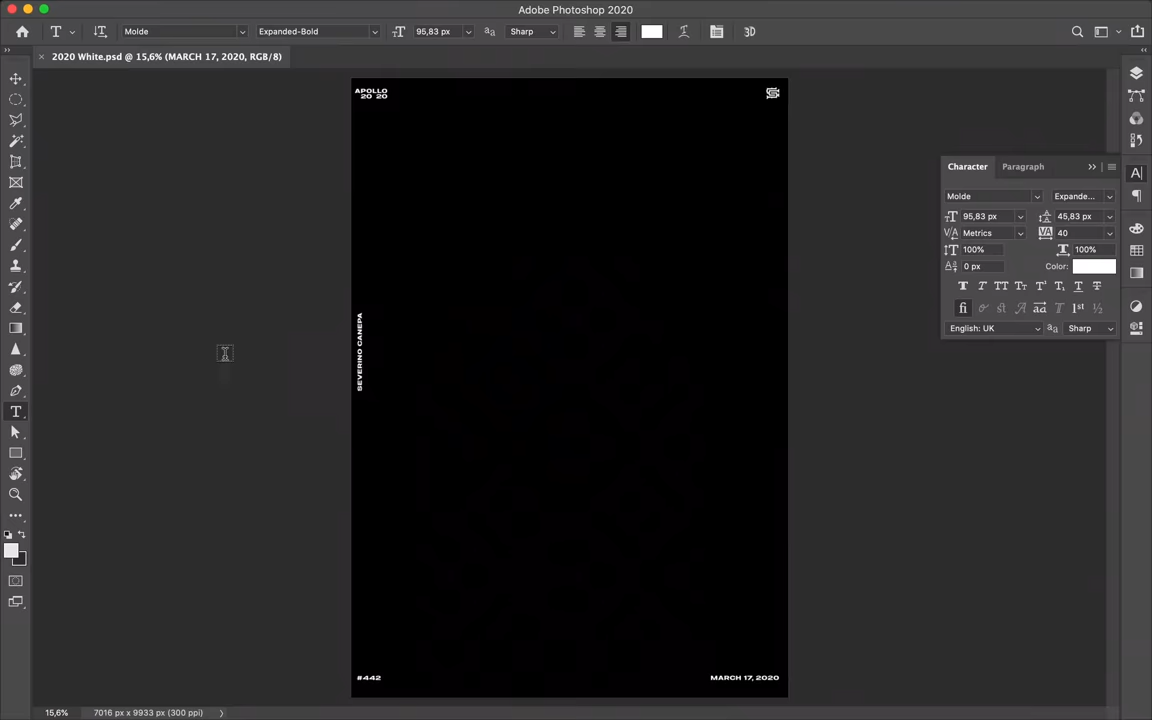 Adobe Photoshop 2020
Molde
Expanded-Bold
95,83 px
Sharp
3D
2020 White.psd @ 15,6% (MARCH 17, 2020, RGB/8)
APOLLO
20 20
SEVERINO CANEPA
#442
MARCH 17, 2020
Character
Paragraph
Molde
Expande...
95,83 px
45,83 px
Metrics
40
100%
100%
0 px
Color:
English: UK
Sharp
15,6%
7016 px x 9933 px (300 ppi)